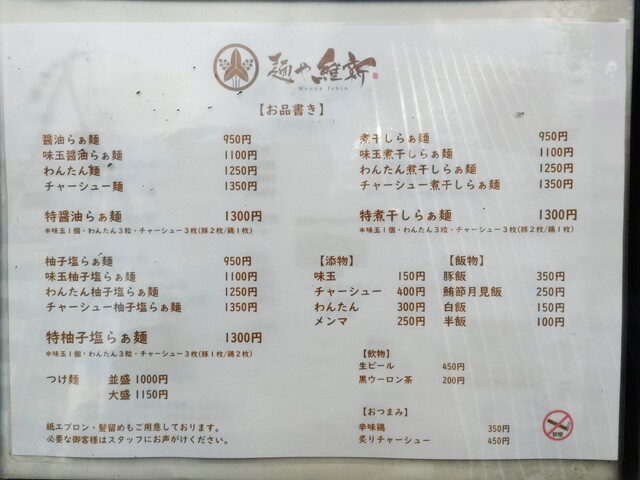 麺や維新
Menya Ishin
【お品書き】
醤油らぁ麺 950円
味玉醤油らぁ麺 1100円
わんたん麺 1250円
チャーシュー麺 1350円
特醤油らぁ麺 1300円
*味玉1個・わんたん3粒・チャーシュー3枚(豚2枚/鶏1枚)
煮干しらぁ麺 950円
味玉煮干しらぁ麺 1100円
わんたん煮干しらぁ麺 1250円
チャーシュー煮干しらぁ麺 1350円
特煮干しらぁ麺 1300円
*味玉1個・わんたん3粒・チャーシュー3枚(豚2枚/鶏1枚)
柚子塩らぁ麺 950円
味玉柚子塩らぁ麺 1100円
わんたん柚子塩らぁ麺 1250円
チャーシュー柚子塩らぁ麺 1350円
特柚子塩らぁ麺 1300円
*味玉1個・わんたん3粒・チャーシュー3枚(豚1枚/鶏2枚)
つけ麺 並盛 1000円
大盛 1150円
紙エプロン・髪留めもご用意しております。
必要な御客様はスタッフにお声がけください。
【添物】
味玉 150円
チャーシュー 400円
わんたん 300円
メンマ 250円
【飯物】
豚飯 350円
鮪節月見飯 250円
白飯 150円
半飯 100円
【飲物】
生ビール 450円
黒ウーロン茶 200円
【おつまみ】
辛味鶏 350円
炙りチャーシュー 450円
禁煙